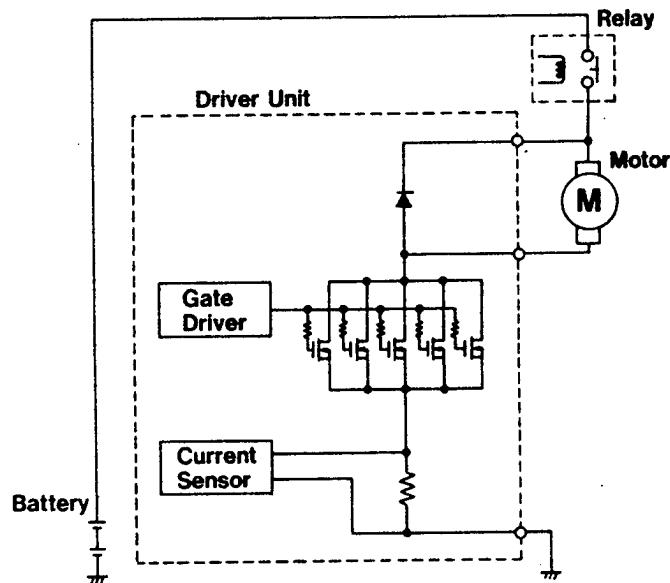 Relay
Driver Unit
Motor
M
Gate
Driver
Current
Sensor
Battery